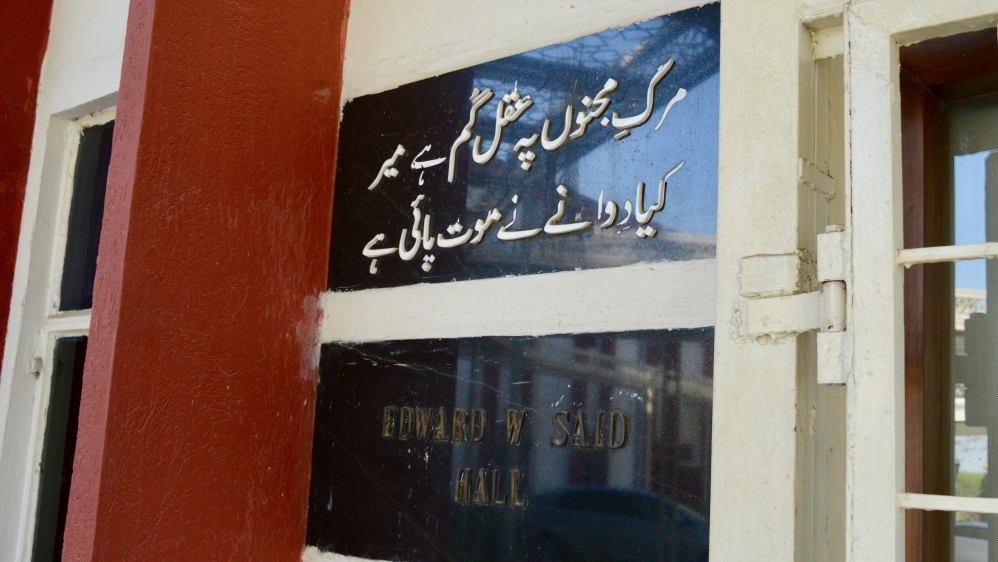 مرگِ مجنوں پہ عقل گم ہے میر
کیا دِوانے نے موت پائی ہے
EDWARD W SAID
HALL